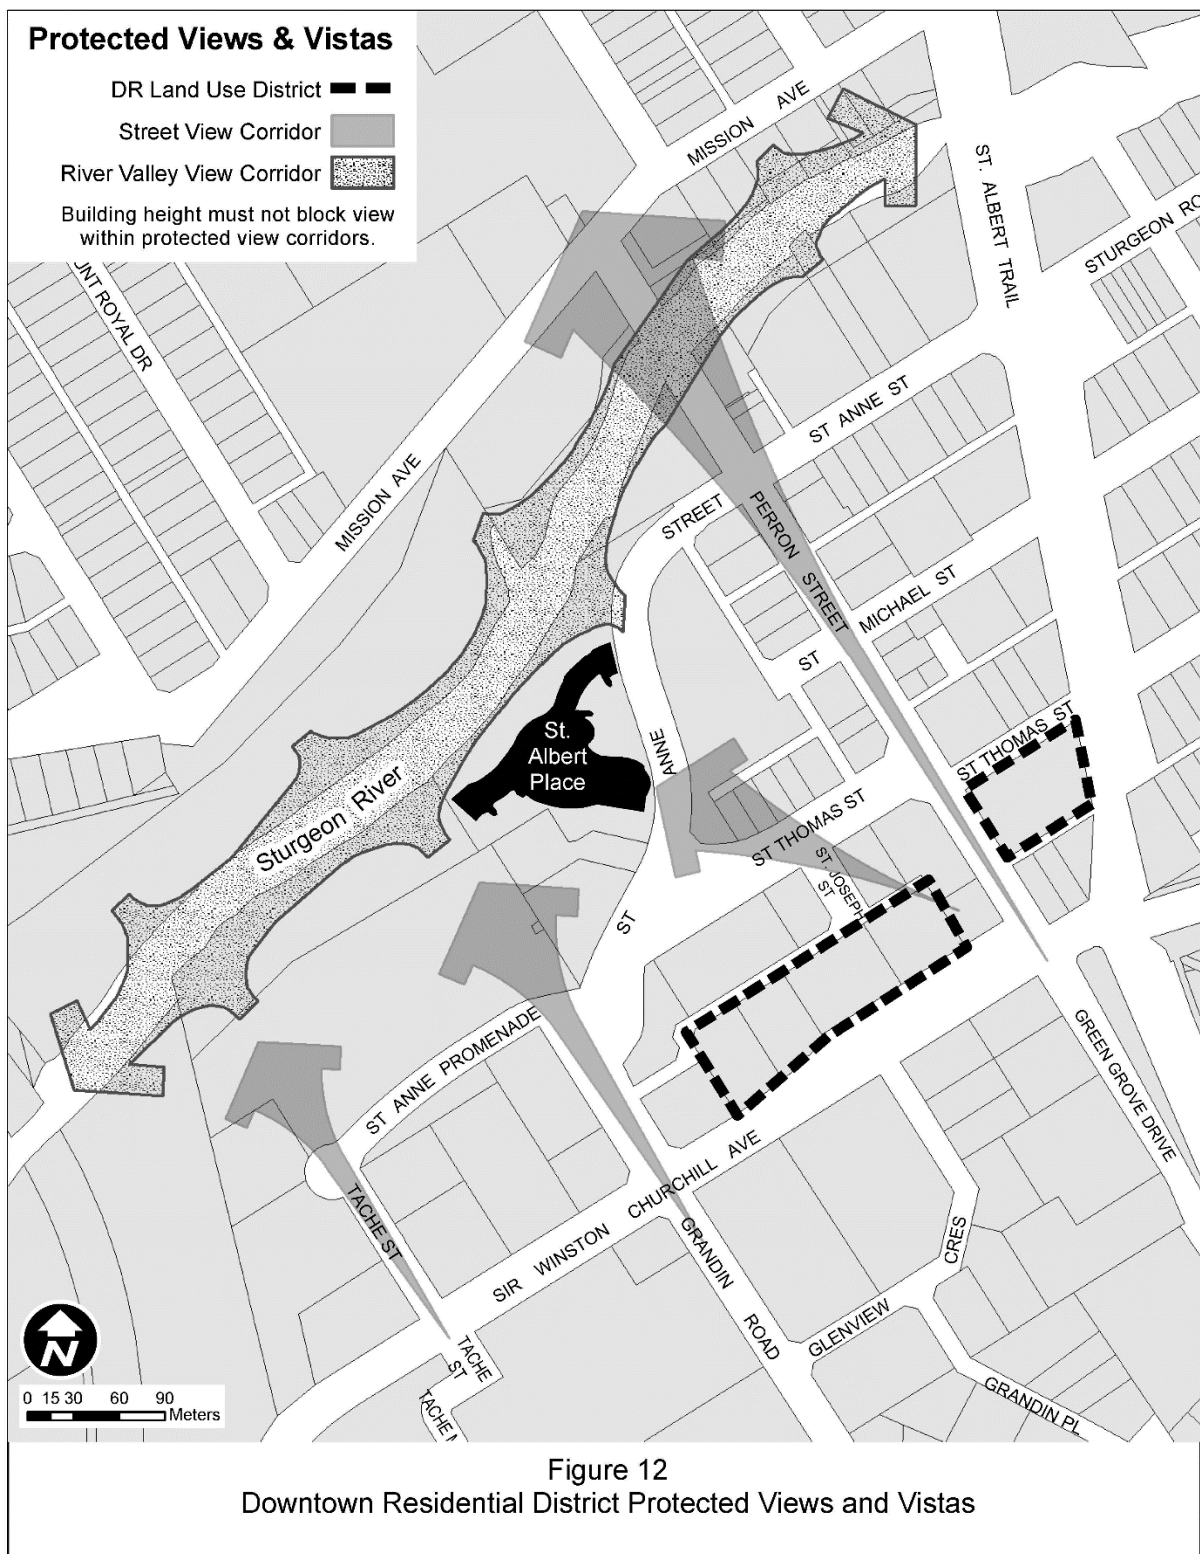 Protected Views & Vistas
DR Land Use District
Street View Corridor
River Valley View Corridor
Building height must not block view
within protected view corridors.
MISSION AVE
ST. ALBERT TRAIL
STURGEON RO
UNT ROYAL DR
ST ANNE ST
MISSION AVE
STREET
PERRON STREET
MICHAEL ST
ST
ANNE
ST THOMAS ST
St.
Albert
Place
Sturgeon River
ST THOMAS ST
ST. JOSEPH
ST
ST
ST ANNE PROMENADE
GREEN GROVE DRIVE
TACHE ST
SIR WINSTON CHURCHILL AVE
GRANDIN ROAD
CRES
GLENVIEW
TACHE
ST
GRANDIN PL
TACHE
N
0 15 30 60 90
Meters
Figure 12
Downtown Residential District Protected Views and Vistas